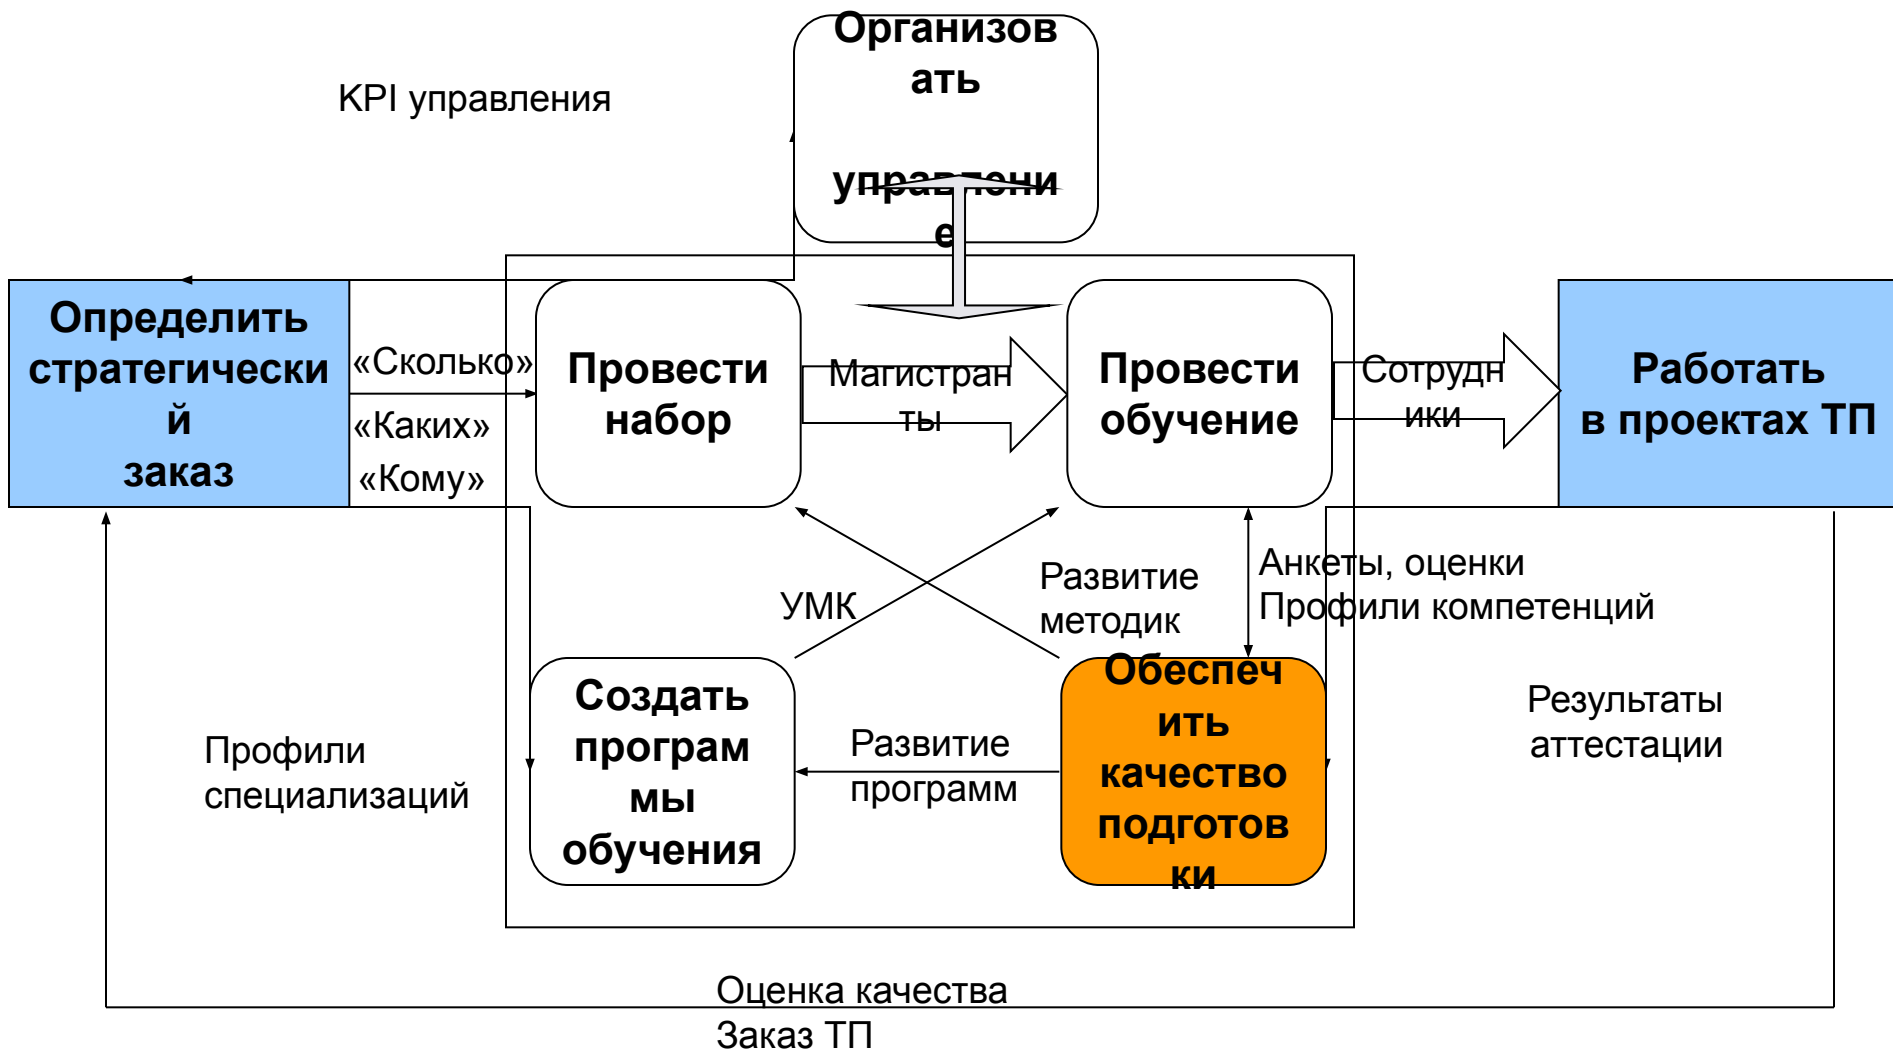 Организов
ать
управлени
е
KPI управления
Определить
стратегически
й
заказ
«Сколько»
«Каких»
«Кому»
Провести
набор
Магистран
ты
Провести
обучение
Сотрудн
ики
Работать
в проектах ТП
УМК
Развитие
методик
Анкеты, оценки
Профили компетенций
Профили
специализаций
Создать
програм
мы
обучения
Развитие
программ
Обеспеч
ить
качество
подготов
ки
Результаты
аттестации
Оценка качества
Заказ ТП